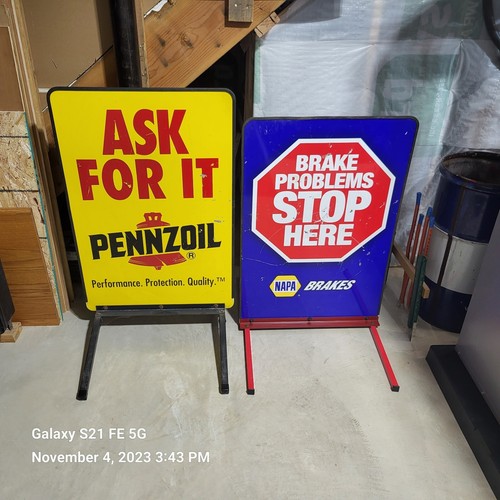 ASK
FOR IT
PENNZOIL
®
Performance. Protection. Quality.™
BRAKE
PROBLEMS
STOP
HERE
NAPA BRAKES
Galaxy S21 FE 5G
November 4, 2023 3:43 PM